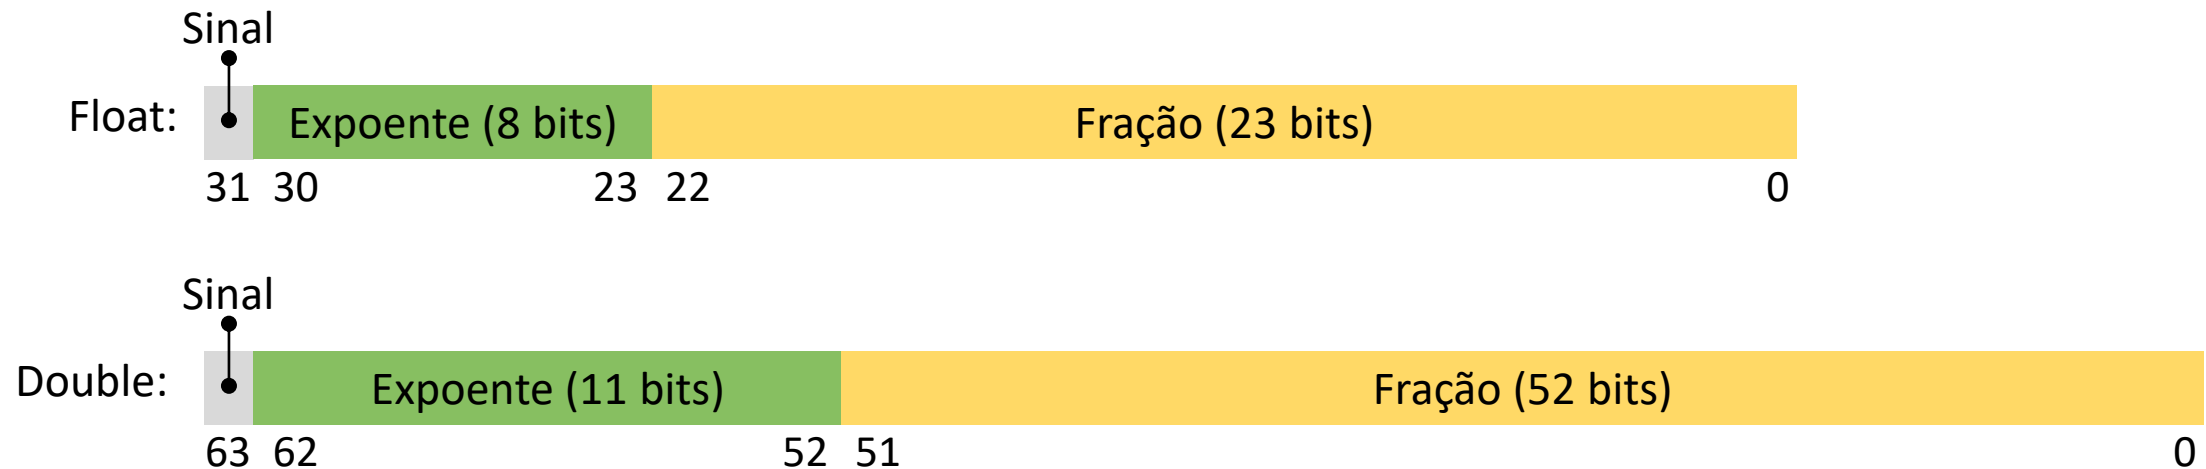 Sinal
Float: Expoente (8 bits) Fração (23 bits)
31 30 23 22 0
Sinal
Double: Expoente (11 bits) Fração (52 bits)
63 62 52 51 0